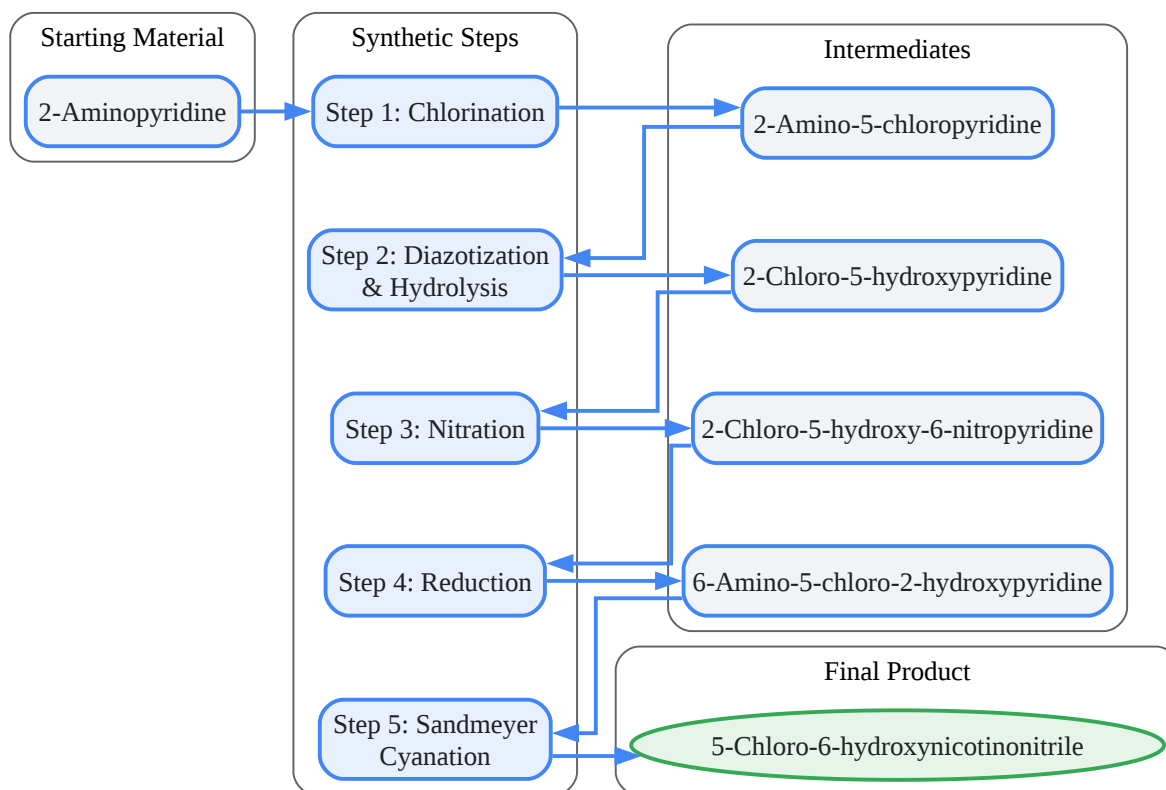 Starting Material
Synthetic Steps
Intermediates
2-Aminopyridine
Step 1: Chlorination
2-Amino-5-chloropyridine
Step 2: Diazotization
& Hydrolysis
2-Chloro-5-hydroxypyridine
Step 3: Nitration
2-Chloro-5-hydroxy-6-nitropyridine
Step 4: Reduction
6-Amino-5-chloro-2-hydroxypyridine
Final Product
Step 5: Sandmeyer
Cyanation
5-Chloro-6-hydroxynicotinonitrile